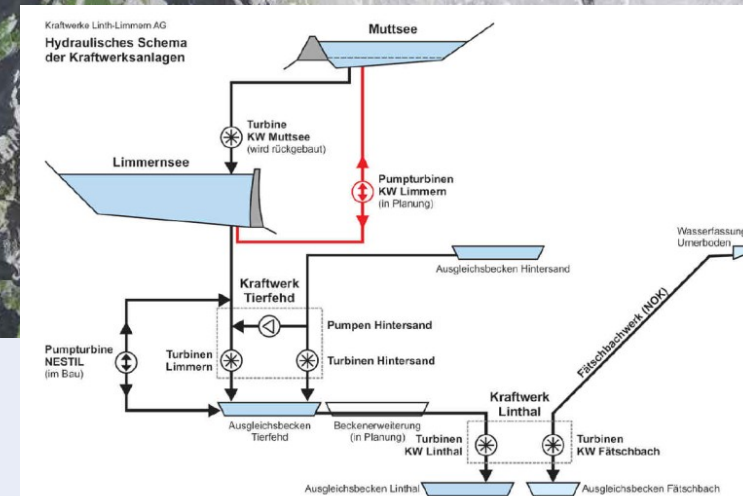 Kraftwerke Linth-Limmern AG
Hydraulisches Schema
der Kraftwerksanlagen
Muttsee
Turbine
KW Muttsee
(wird rückgebaut)
Limmernsee
Pumpturbinen
KW Limmern
(in Planung)
Wasserfassung
Urnerboden
Ausgleichsbecken Hintersand
Kraftwerk
Tierfehd
Fätschbachwerk (NOK)
Pumpen Hintersand
Pumpturbine
NESTIL
(im Bau)
Turbinen
Limmern
Turbinen Hintersand
Kraftwerk
Linthal
Ausgleichsbecken
Tierfehd
Beckenerweiterung
(in Planung)
Turbinen
KW Linthal
Turbinen
KW Fätschbach
Ausgleichsbecken Linthal
Ausgleichsbecken Fätschbach